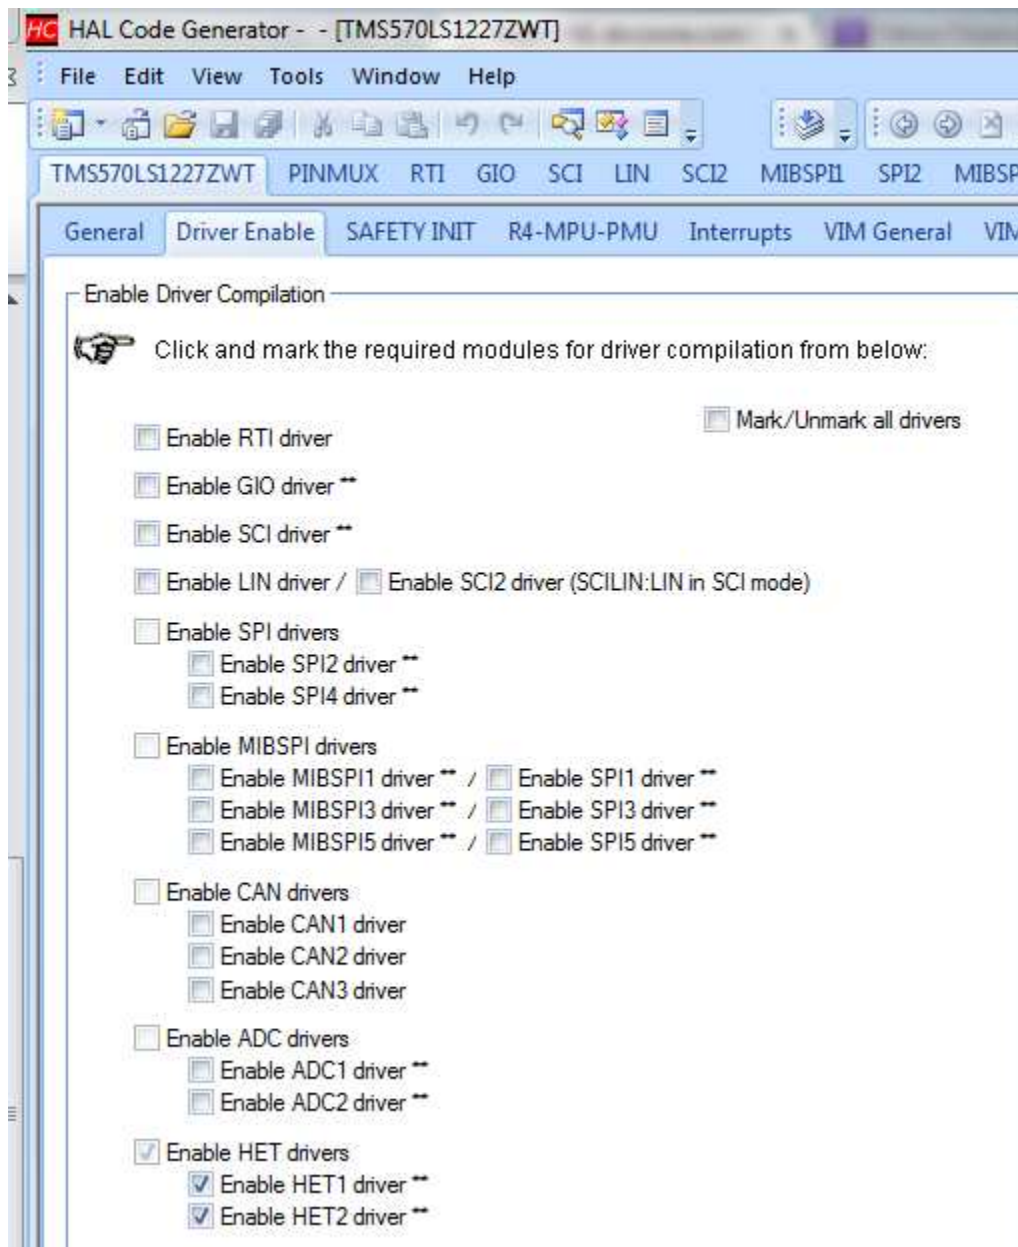 HC HAL Code Generator - - [TMS570LS1227ZWT]
File Edit View Tools Window Help
TMS570LS1227ZWT PINMUX RTI GIO SCI LIN SCI2 MIBSPI1 SPI2 MIBSP
General Driver Enable SAFETY INIT R4-MPU-PMU Interrupts VIM General VIM
Enable Driver Compilation
Click and mark the required modules for driver compilation from below:
Mark/Unmark all drivers
Enable RTI driver
Enable GIO driver **
Enable SCI driver **
Enable LIN driver / Enable SCI2 driver (SCILIN:LIN in SCI mode)
Enable SPI drivers
Enable SPI2 driver **
Enable SPI4 driver **
Enable MIBSPI drivers
Enable MIBSPI1 driver ** / Enable SPI1 driver **
Enable MIBSPI3 driver ** / Enable SPI3 driver **
Enable MIBSPI5 driver ** / Enable SPI5 driver **
Enable CAN drivers
Enable CAN1 driver
Enable CAN2 driver
Enable CAN3 driver
Enable ADC drivers
Enable ADC1 driver **
Enable ADC2 driver **
Enable HET drivers
Enable HET1 driver **
Enable HET2 driver **